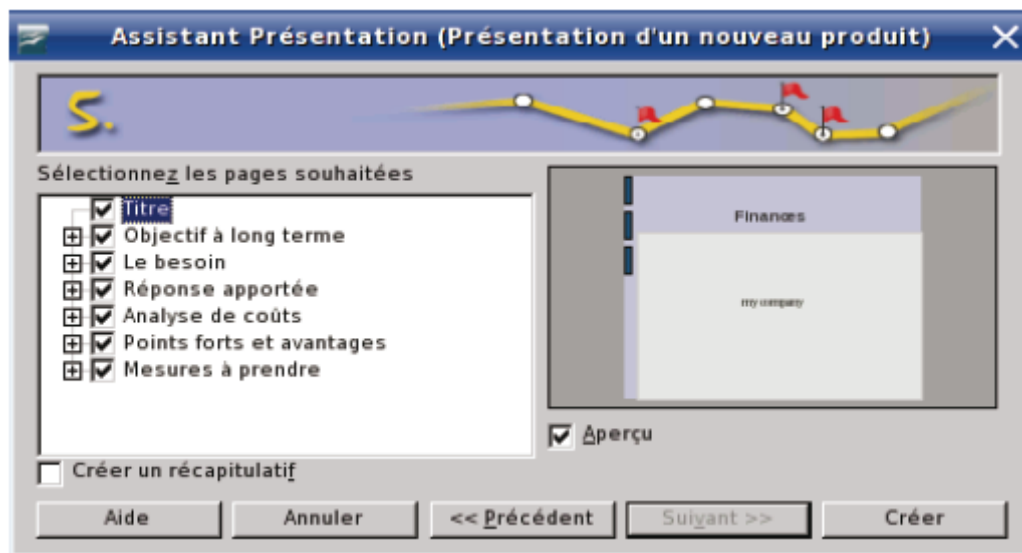 Assistant Présentation (Présentation d'un nouveau produit)
S.
Sélectionnez les pages souhaitées
Titre
Objectif à long terme
Le besoin
Réponse apportée
Analyse de coûts
Points forts et avantages
Mesures à prendre
Finances
my company
Aperçu
Créer un récapitulatif
Aide Annuler << Précédent Suivant >> Créer